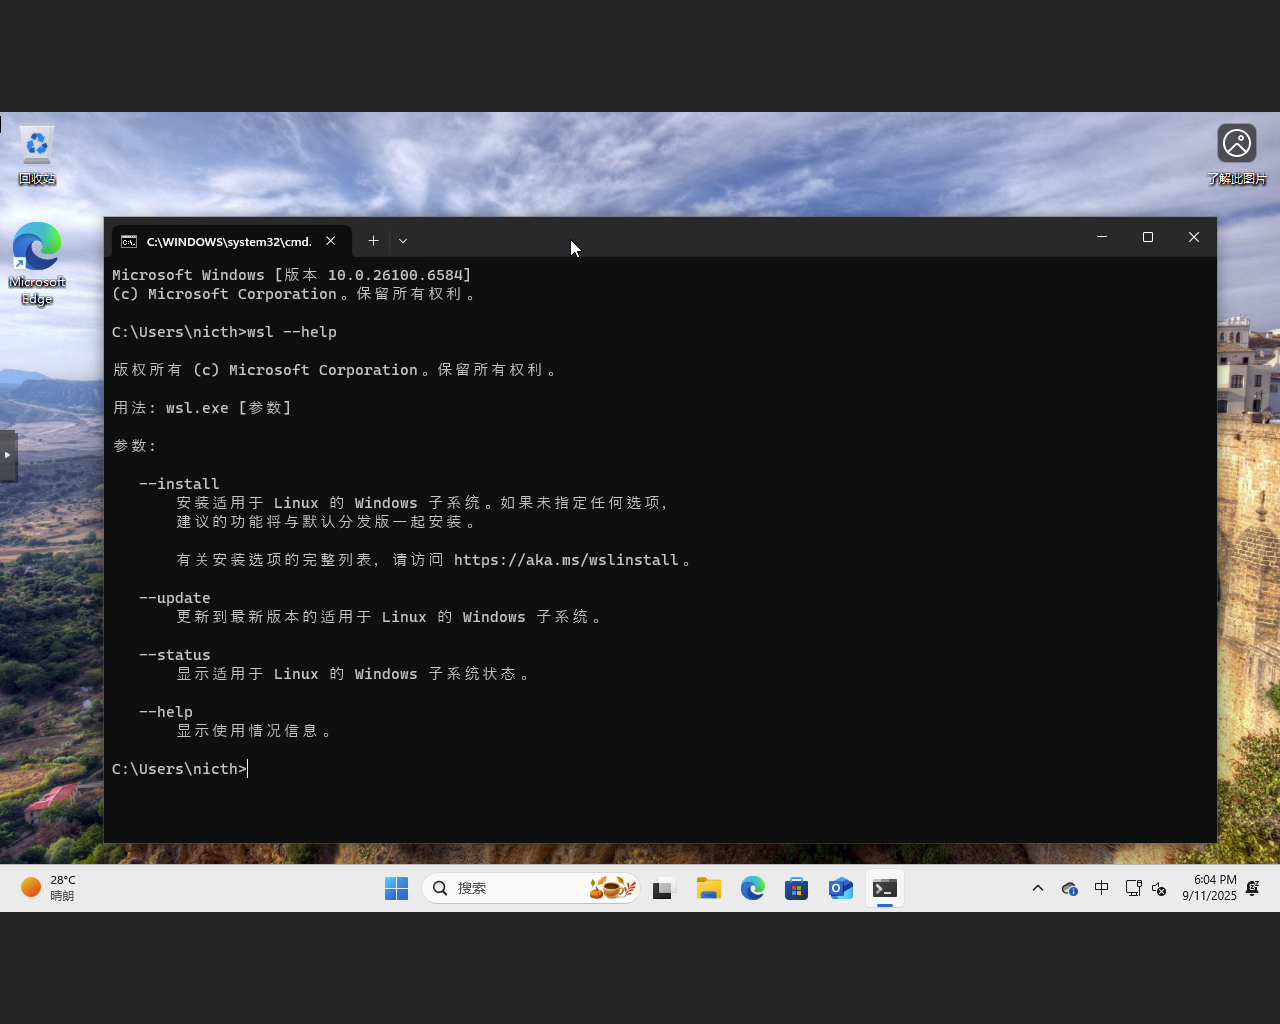 回收站
了解此图片
Microsoft
Edge
C:\WINDOWS\system32\cmd.
Microsoft Windows [版本 10.0.26100.6584]
(c) Microsoft Corporation。保留所有权利。
C:\Users\nicth>wsl --help
版权所有 (c) Microsoft Corporation。保留所有权利。
用法: wsl.exe [参数]
参数:
--install
安装适用于 Linux 的 Windows 子系统。如果未指定任何选项,
建议的功能将与默认分发版一起安装。
有关安装选项的完整列表, 请访问 https://aka.ms/wslinstall。
--update
更新到最新版本的适用于 Linux 的 Windows 子系统。
--status
显示适用于 Linux 的 Windows 子系统状态。
--help
显示使用情况信息。
C:\Users\nicth>
28°C
晴朗
搜索
中
6:04 PM
9/11/2025